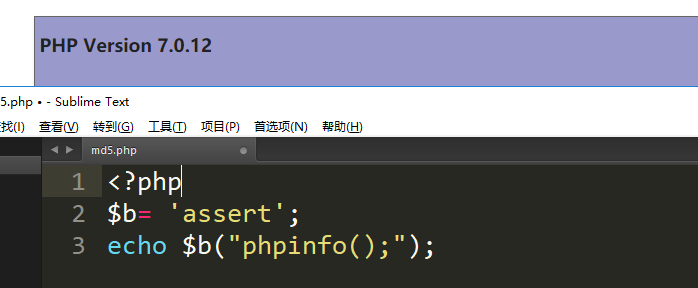 PHP Version 7.0.12
5.php • - Sublime Text
查看(V) 转到(G) 工具(T) 项目(P) 首选项(N) 帮助(H)
md5.php
1 <?php
2 $b= 'assert';
3 echo $b("phpinfo();");